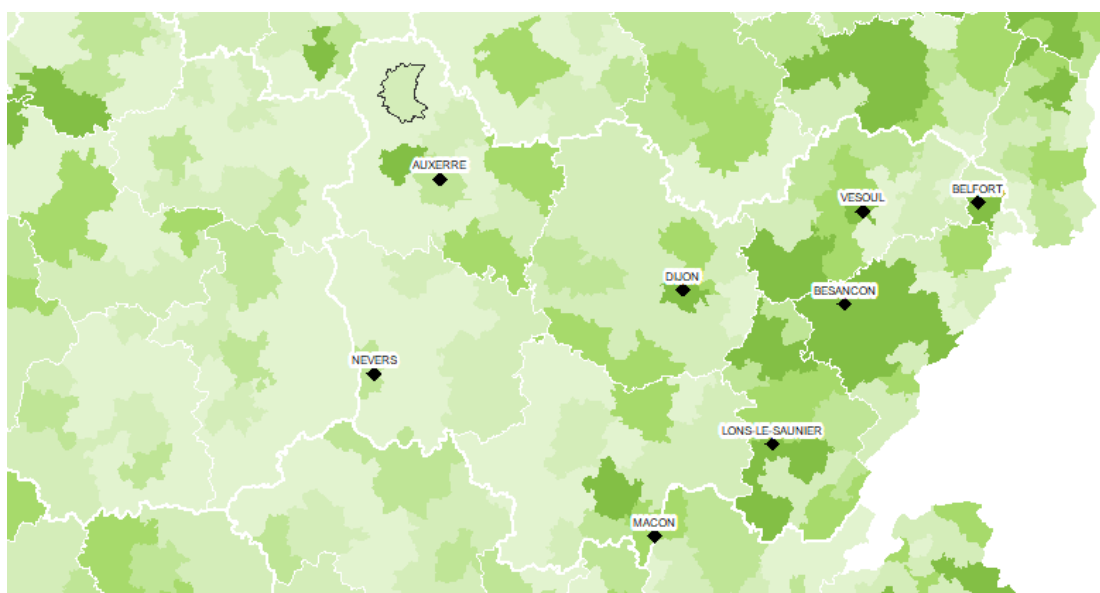 AUXERRE
BELFORT
VESOUL
DIJON
BESANCON
NEVERS
LONS-LE-SAUNIER
MACON